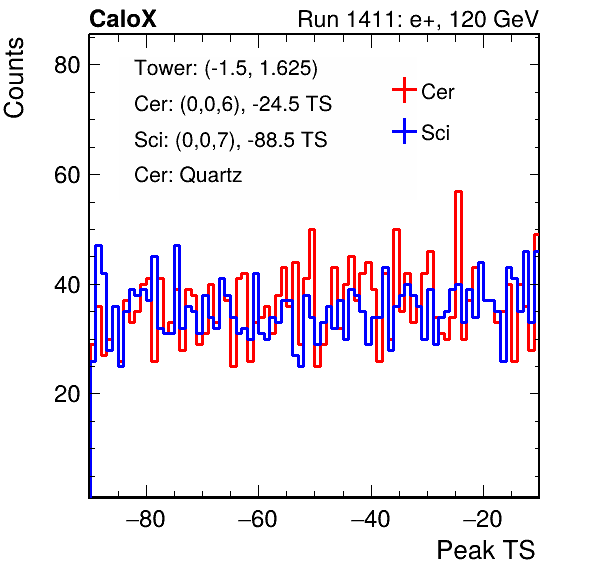 CaloX Run 1411: e+, 120 GeV
Counts
80
60
40
20
Tower: (-1.5, 1.625)
Cer: (0,0,6), -24.5 TS
Sci: (0,0,7), -88.5 TS
Cer: Quartz
Cer
Sci
−80 −60 −40 −20
Peak TS